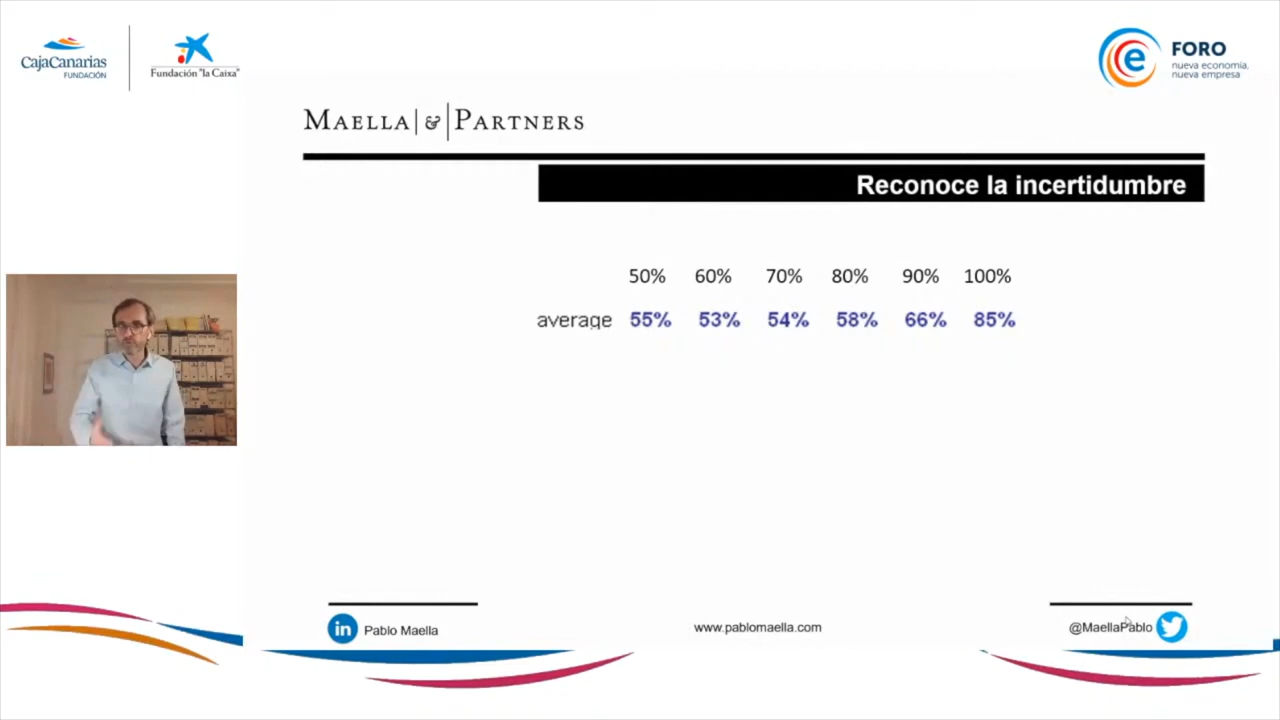 CajaCanarias
FUNDACIÓN
Fundación "la Caixa"
e
FORO
nueva economía,
nueva empresa
MAELLA & PARTNERS
Reconoce la incertidumbre
50% 60% 70% 80% 90% 100%
average 55% 53% 54% 58% 66% 85%
in Pablo Maella
www.pablomaella.com
@MaellaPablo